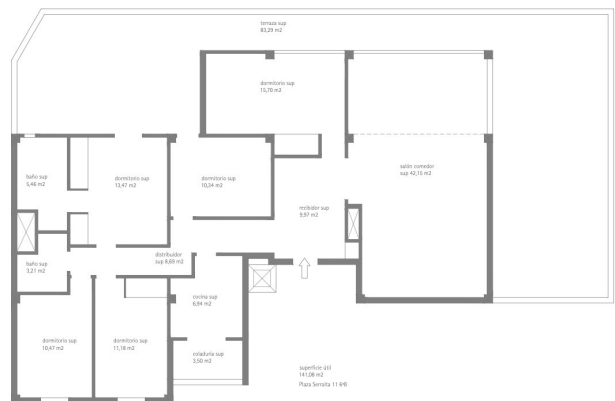 terraza sup
83,29 m2
dormitorio sup
15,70 m2
baño sup
5,46 m2
dormitorio sup
13,47 m2
dormitorio sup
10,34 m2
salón comedor
sup 42,15 m2
recibidor sup
9,97 m2
distribuidor
sup 8,69 m2
baño sup
3,21 m2
cocina sup
6,94 m2
dormitorio sup
10,47 m2
dormitorio sup
11,18 m2
coladuría sup
3,50 m2
superficie útil
141,08 m2
Plaza Serralta 11 6ºB